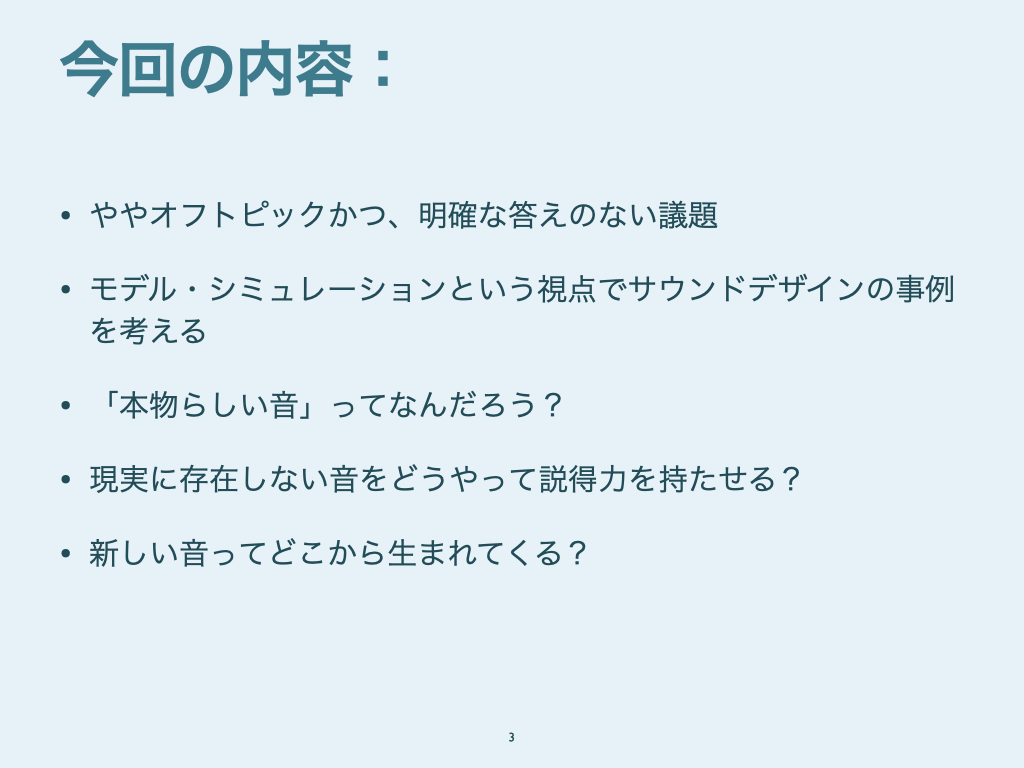 今回の内容：
• ややオフトピックかつ、明確な答えのない議題
• モデル・シミュレーションという視点でサウンドデザインの事例
を考える
• 「本物らしい音」ってなんだろう？
• 現実に存在しない音をどうやって説得力を持たせる？
• 新しい音ってどこから生まれてくる？
3